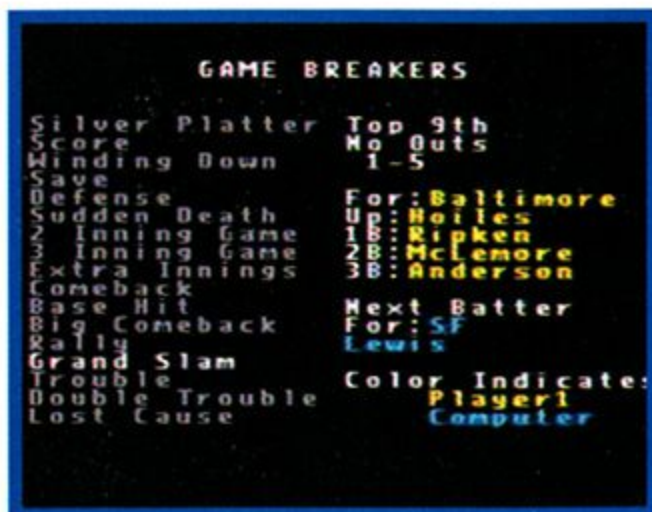 GAME BREAKERS
Silver Platter
Score
Winding Down
Save
Defense
Sudden Death
2 Inning Game
3 Inning Game
Extra Innings
Comeback
Base Hit
Big Comeback
Rally
Grand Slam
Trouble
Double Trouble
Lost Cause
Top 9th
No Outs
1-5
For:Baltimore
Up:Hoiles
1B:Ripken
2B:McLemore
3B:Anderson
Next Batter
For:SF
Lewis
Color Indicates
Player1
Computer